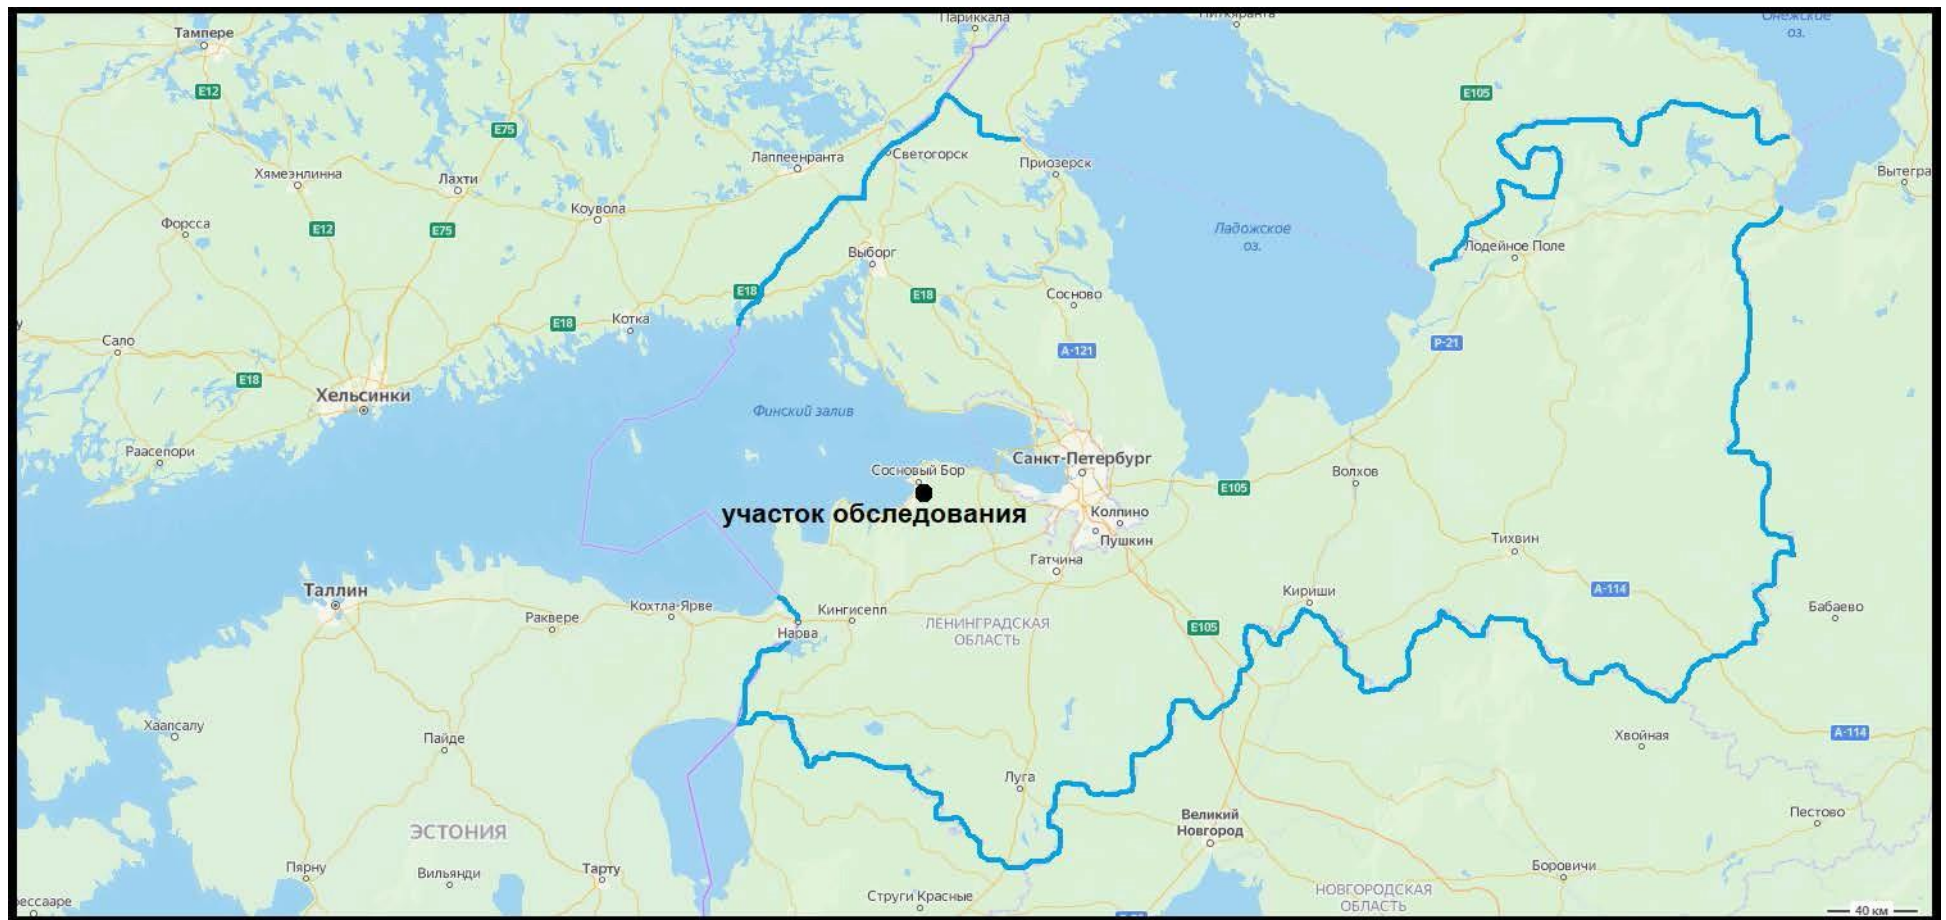 Париккала
Питкяранта
Онежское
оз.
Тампере
E12
E105
E75
Светогорск
Лаппеенранта
Приозерск
Хямеэнлинна
Лахти
Вытегра
Коувола
Форсса
E12
E75
Ладожское
оз.
Лодейное Поле
Выборг
E18
E18
Сосново
Котка
E18
Сало
А-121
Р-21
E18
Хельсинки
Финский залив
Раасепори
Санкт-Петербург
Сосновый Бор
Волхов
E105
участок обследования
Колпино
Пушкин
Тихвин
Гатчина
Таллин
Кириши
А-114
Кохтла-Ярве
Кингисепп
Раквере
Бабаево
ЛЕНИНГРАДСКАЯ
ОБЛАСТЬ
E105
Нарва
Хаапсалу
Пайде
Хвойная
А-114
Луга
Великий
Новгород
Пестово
ЭСТОНИЯ
Пярну
Вильянди
Тарту
Боровичи
Струги Красные
НОВГОРОДСКАЯ
ОБЛАСТЬ
ессааре
40 км